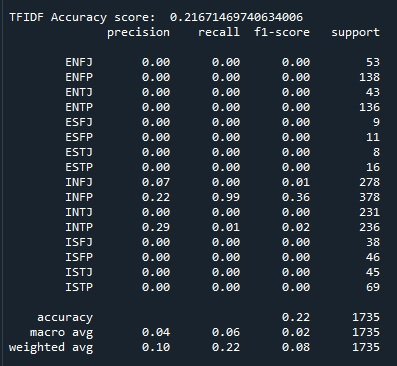 TFIDF Accuracy score:  0.21671469740634006
              precision    recall  f1-score   support

        ENFJ       0.00      0.00      0.00        53
        ENFP       0.00      0.00      0.00       138
        ENTJ       0.00      0.00      0.00        43
        ENTP       0.00      0.00      0.00       136
        ESFJ       0.00      0.00      0.00         9
        ESFP       0.00      0.00      0.00        11
        ESTJ       0.00      0.00      0.00         8
        ESTP       0.00      0.00      0.00        16
        INFJ       0.07      0.00      0.01       278
        INFP       0.22      0.99      0.36       378
        INTJ       0.00      0.00      0.00       231
        INTP       0.29      0.01      0.02       236
        ISFJ       0.00      0.00      0.00        38
        ISFP       0.00      0.00      0.00        46
        ISTJ       0.00      0.00      0.00        45
        ISTP       0.00      0.00      0.00        69

    accuracy                           0.22      1735
   macro avg       0.04      0.06      0.02      1735
weighted avg       0.10      0.22      0.08      1735